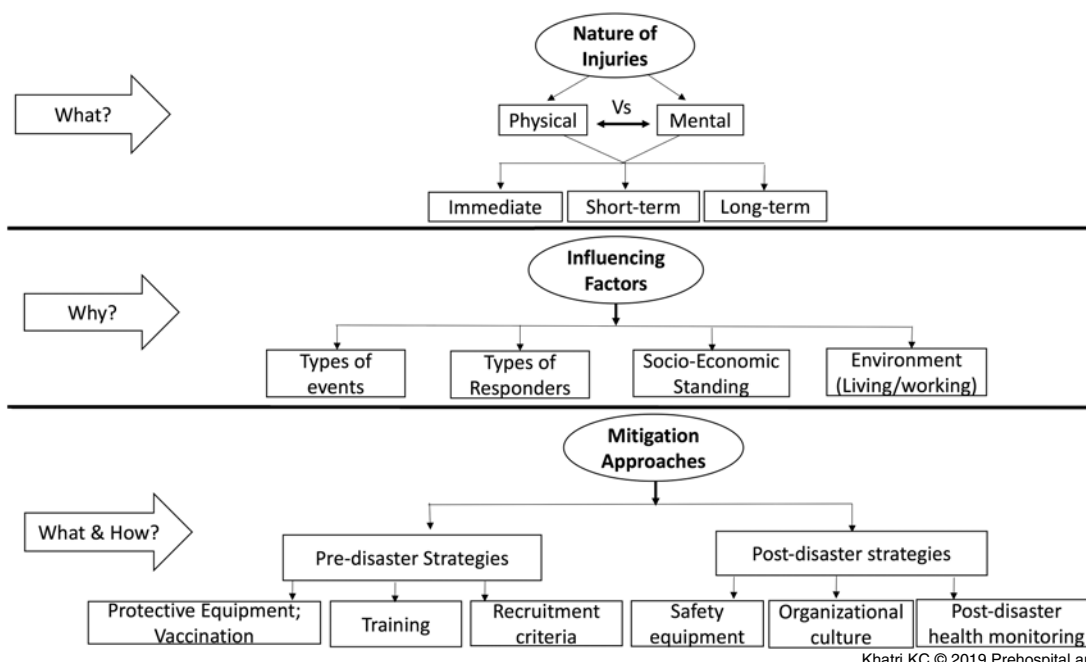 Nature of
Injuries
What?
Vs
Physical
Mental
Immediate
Short-term
Long-term
Influencing
Factors
Why?
Types of
events
Types of
Responders
Socio-Economic
Standing
Environment
(Living/working)
Mitigation
Approaches
What & How?
Pre-disaster Strategies
Post-disaster strategies
Protective Equipment;
Vaccination
Training
Recruitment
criteria
Safety
equipment
Organizational
culture
Post-disaster
health monitoring
Khatri KC © 2019 Prehospital